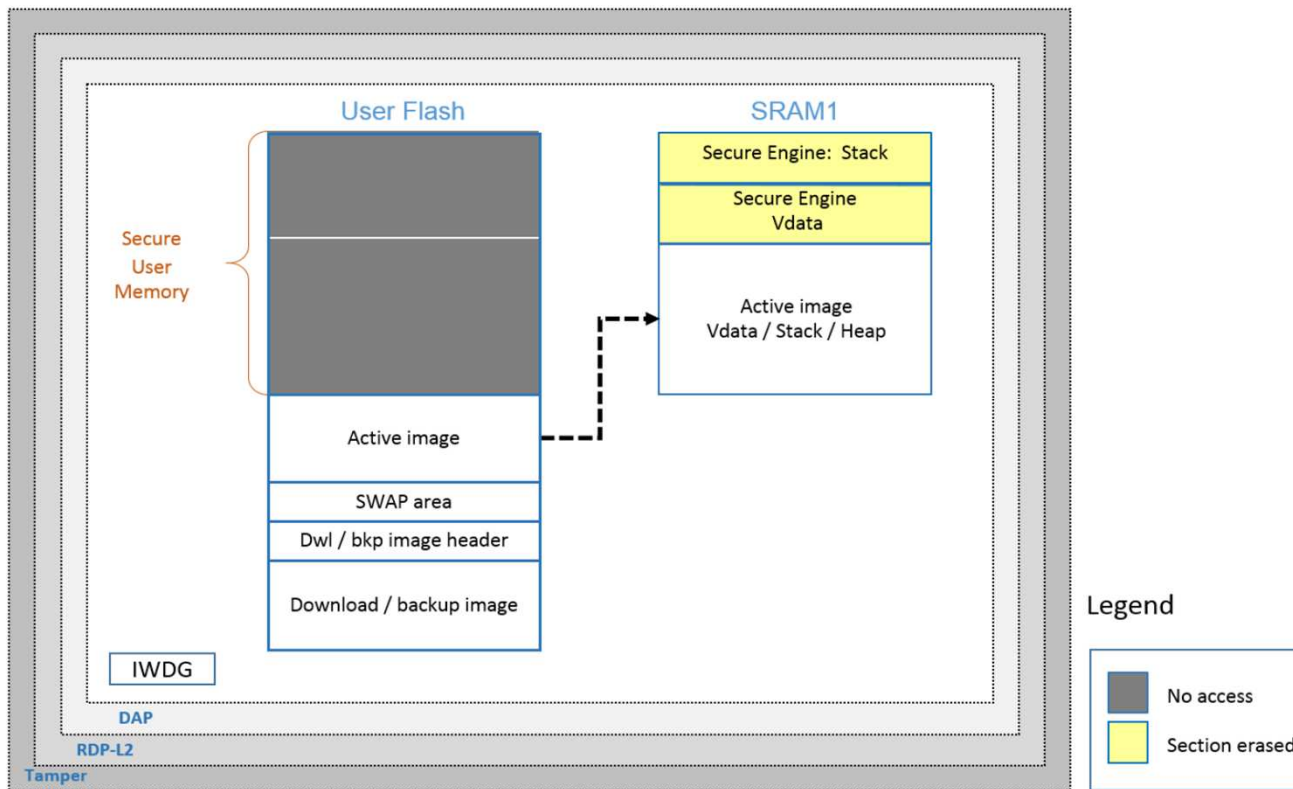 User Flash
SRAM1
Secure
User
Memory
Secure Engine: Stack
Secure Engine
Vdata
Active image
Vdata / Stack / Heap
Active image
SWAP area
Dwl / bkp image header
Download / backup image
IWDG
DAP
RDP-L2
Tamper
Legend
No access
Section erased